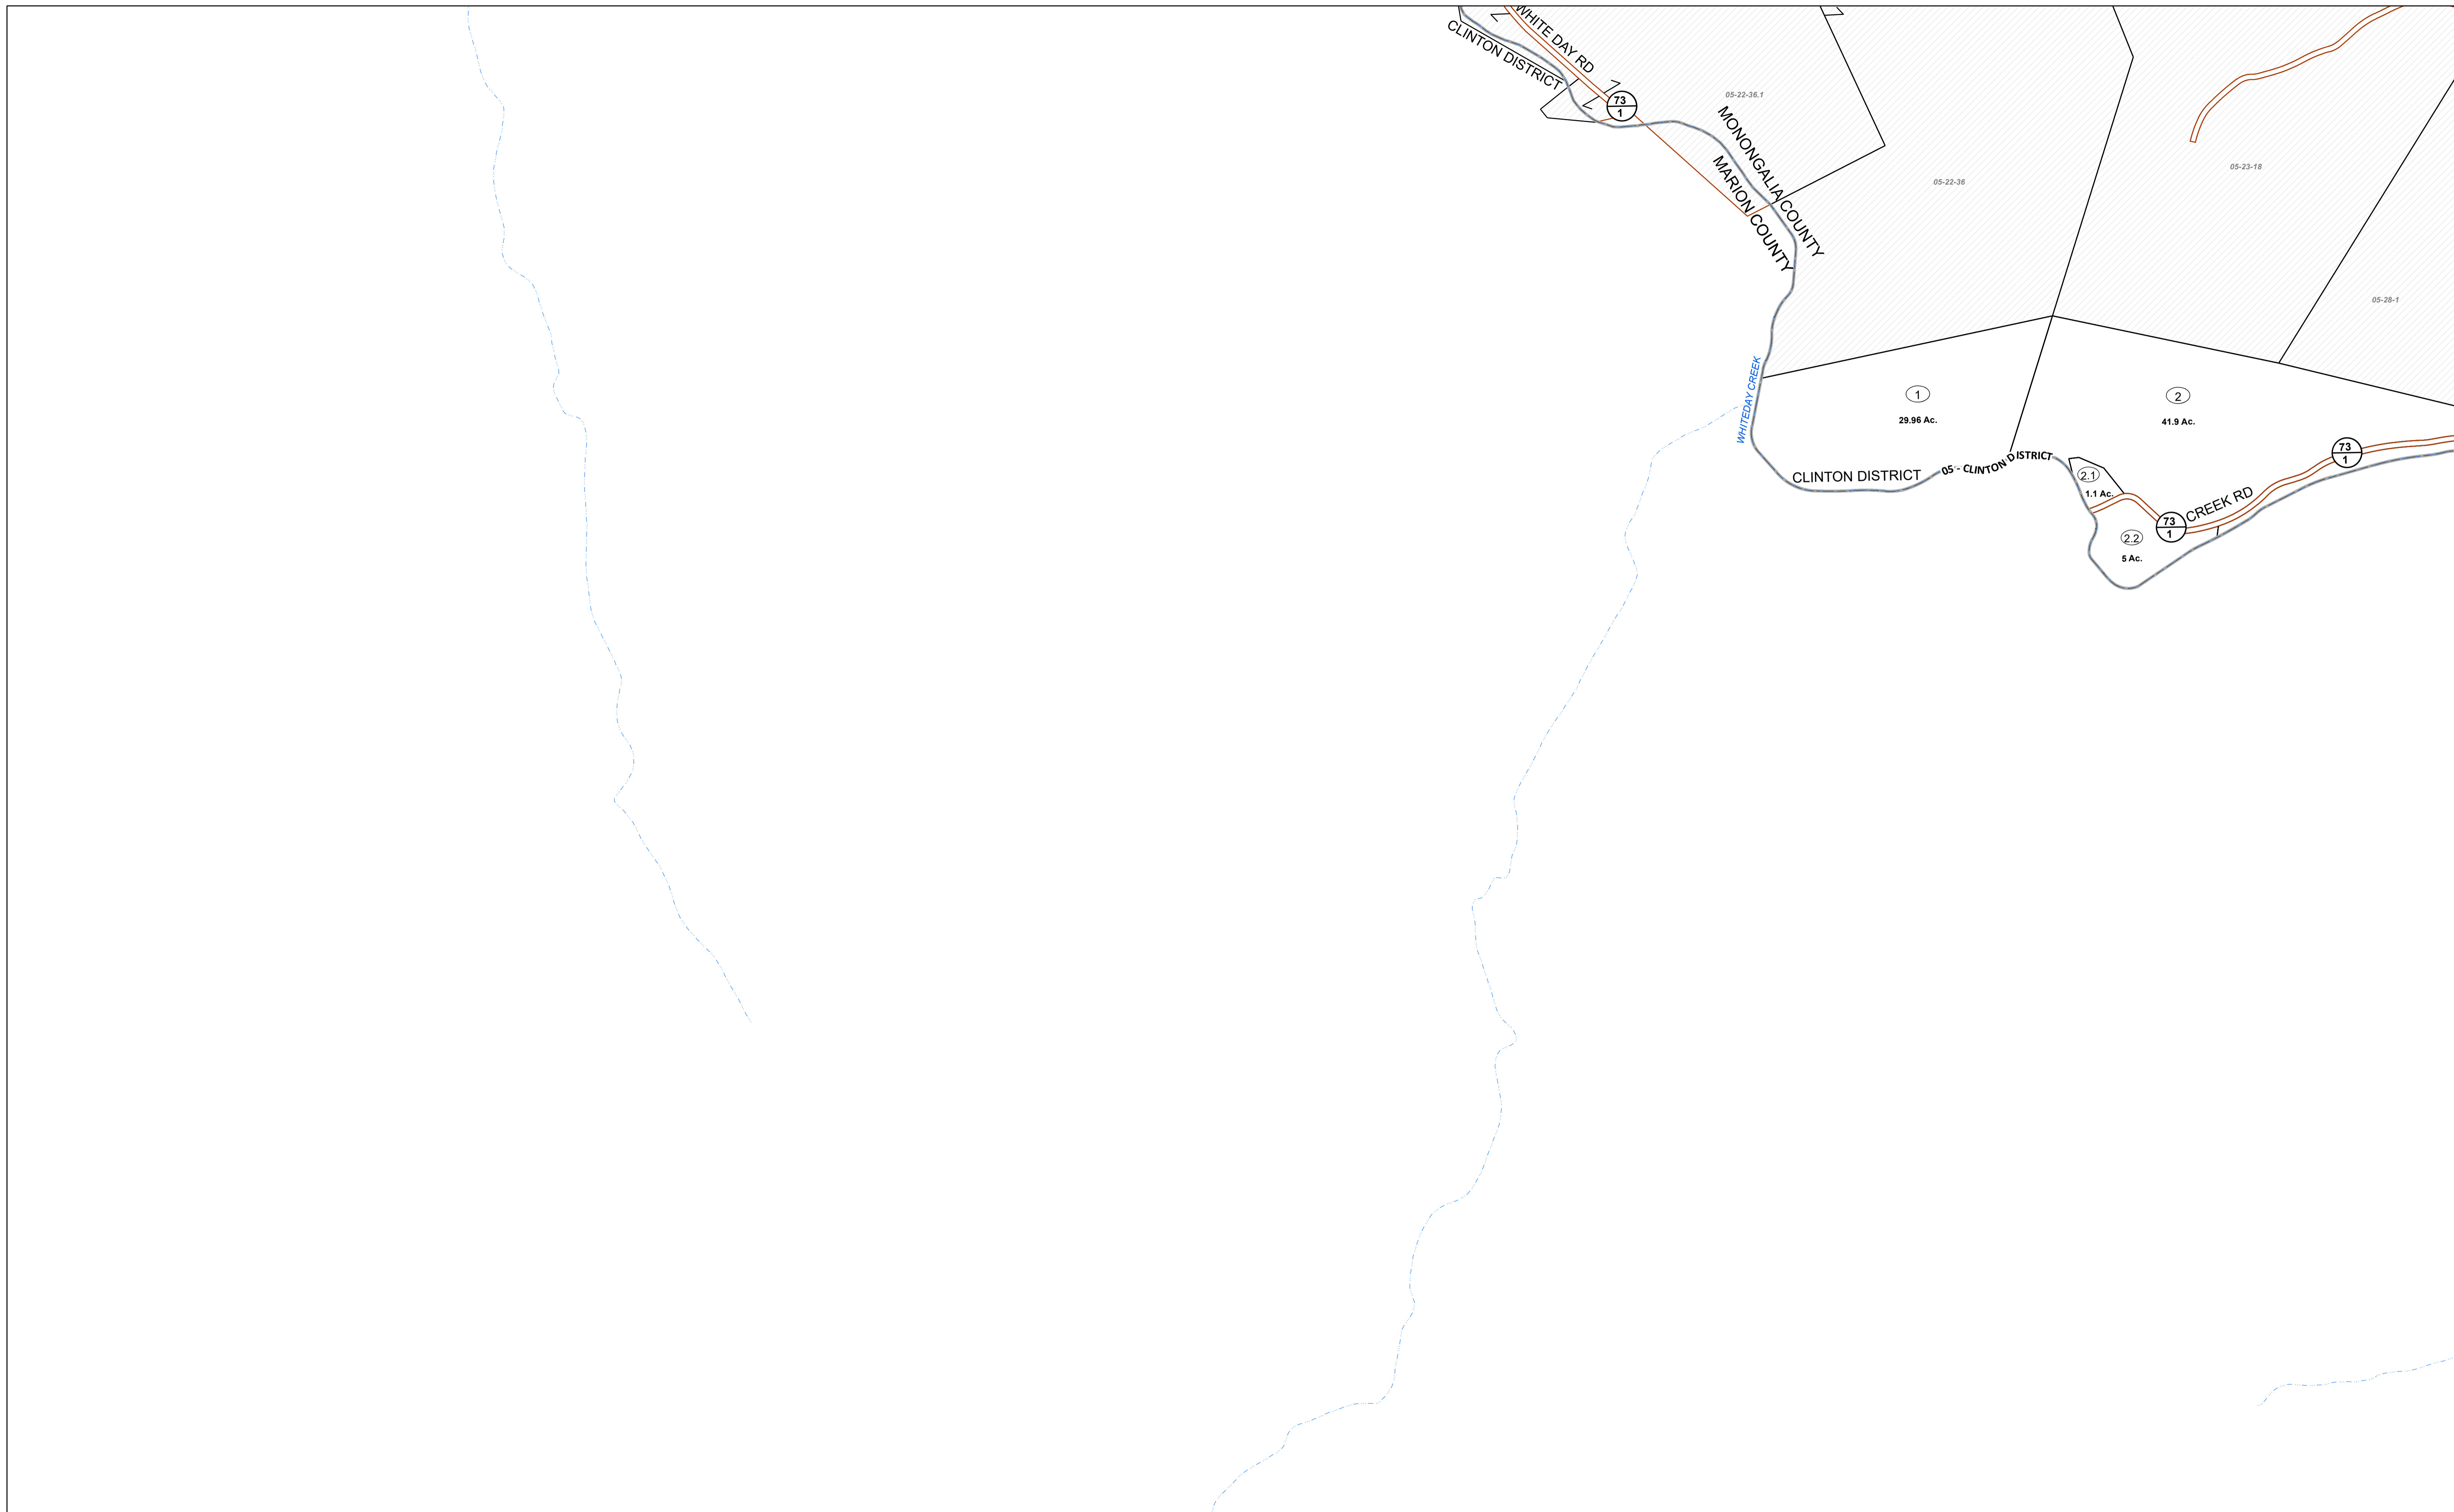 WHITE DAY RD
CLINTON DISTRICT
73
1
05-22-36.1
MONONGALIA COUNTY
MARION COUNTY
05-22-36
05-23-18
05-28-1
WHITEDAY CREEK
1
29.96 Ac.
2
41.9 Ac.
CLINTON DISTRICT
05 - CLINTON DISTRICT
73
1
2.1
1.1 Ac.
CREEK RD
73
1
2.2
5 Ac.